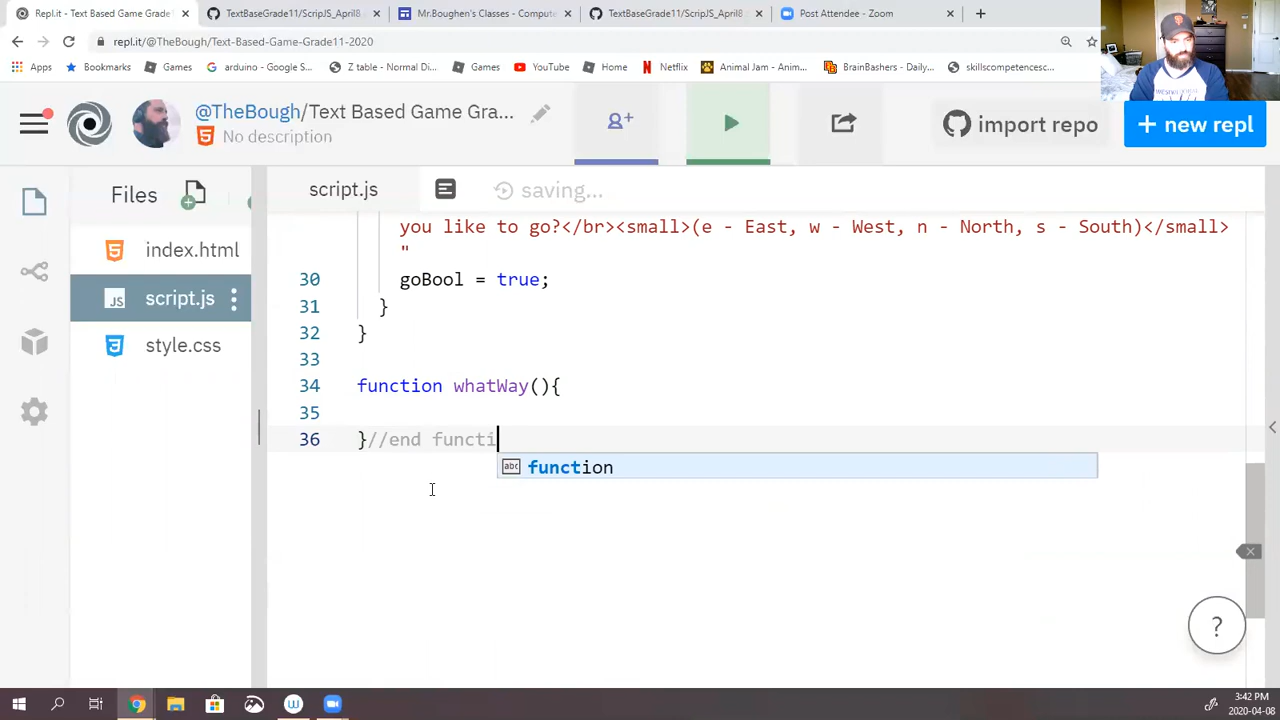 Repl.it - Text Based Game Grade1
TextBaseGrade11/ScripJS_April8
Mr.Boughen's Classes - Compute
TextBaseGrade11/ScripJS_April8
Post Attendee - Zoom
repl.it/@TheBough/Text-Based-Game-Grade11-2020
Apps
Bookmarks
Games
arduino - Google S...
Z table - Normal Di...
Games
YouTube
Home
Netflix
Animal Jam - Anim...
BrainBashers - Daily...
skillscompetencesc...
@TheBough/Text Based Game Gra...
No description
import repo
+ new repl
Files
script.js
saving...
index.html
script.js
style.css
you like to go?</br><small>(e - East, w - West, n - North, s - South)</small>
"
30 goBool = true;
31 }
32 }
33
34 function whatWay(){
35
36 }//end functi
abc function
?
3:42 PM
2020-04-08